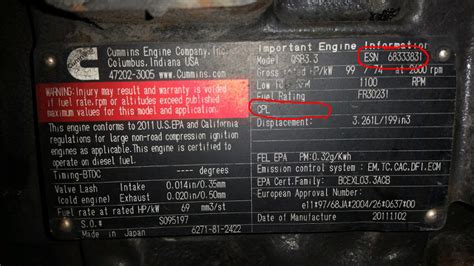 Cummins Engine Company, Inc.
Columbus, Indiana USA
47202-3005 www.Cummins.com
Important Engine Information
Model: QSB3.3
ESN 68333831
Gross rated HP/kW 99 / 74 at 2600 rpm
Low Idle RPM 1100 RPM
Fuel Rating FR30231
CPL
Displacement: 3.261L/199in3
WARNING: Injury may result and warranty
is voided if fuel rate.rpm or altitudes exceed published
maximum values for this model and application.
This engine conforms to 2011 U.S.EPA and California
regulations for large non-road compression ignition
engines as applicable. This engine is certified to
operate on diesel fuel.
Timing-BTDC ---- degrees
Valve Lash Intake 0.014in/0.35mm
(cold engine) Exhaust 0.020in/0.50mm
Fuel rate at rated HP/kW 69 mm3/st
S.O.# S095197
Made in Japan 6271-81-2422
FEL EPA PM:0.32g/Kwh
Emission control system : EM.TC.CAC.DFI.ECM
EPA Cert.Family: BCEXL03.3ACB
European Approval Number:
e11*97/68JA*2004/26*0637*00
Date of Manufacture 20111102